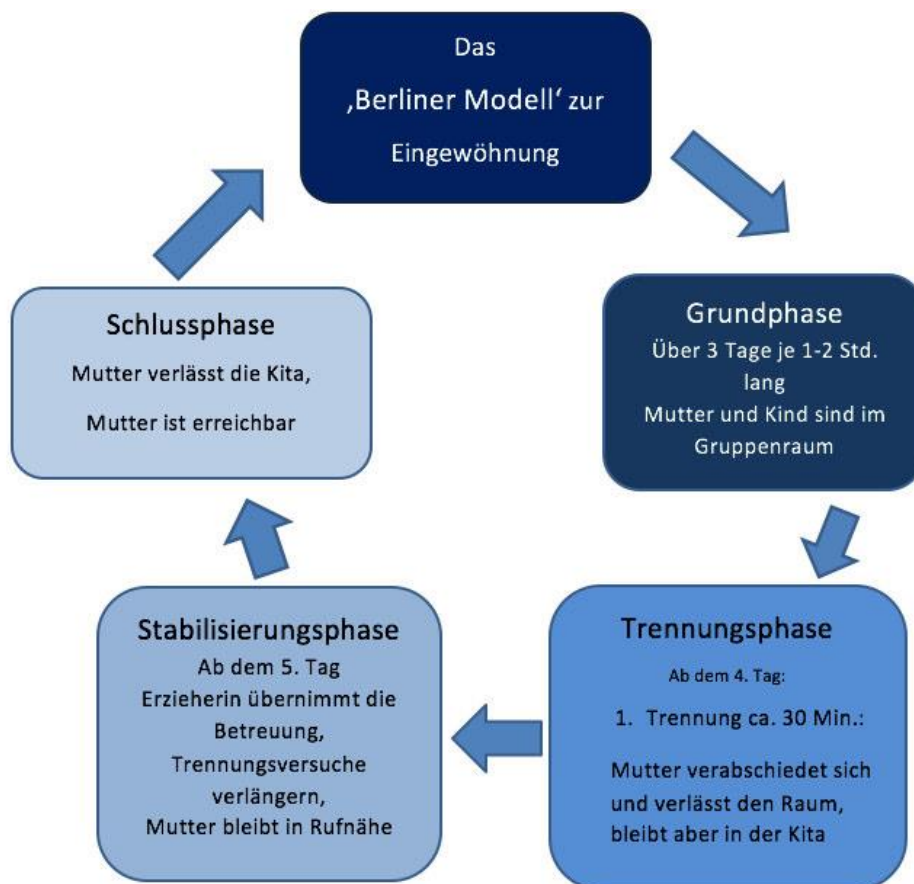 Das
‚Berliner Modell‘ zur
Eingewöhnung
Grundphase
Über 3 Tage je 1-2 Std.
lang
Mutter und Kind sind im
Gruppenraum
Trennungsphase
Ab dem 4. Tag:
1. Trennung ca. 30 Min.:
Mutter verabschiedet sich
und verlässt den Raum,
bleibt aber in der Kita
Stabilisierungsphase
Ab dem 5. Tag
Erzieherin übernimmt die
Betreuung,
Trennungsversuche
verlängern,
Mutter bleibt in Rufnähe
Schlussphase
Mutter verlässt die Kita,
Mutter ist erreichbar